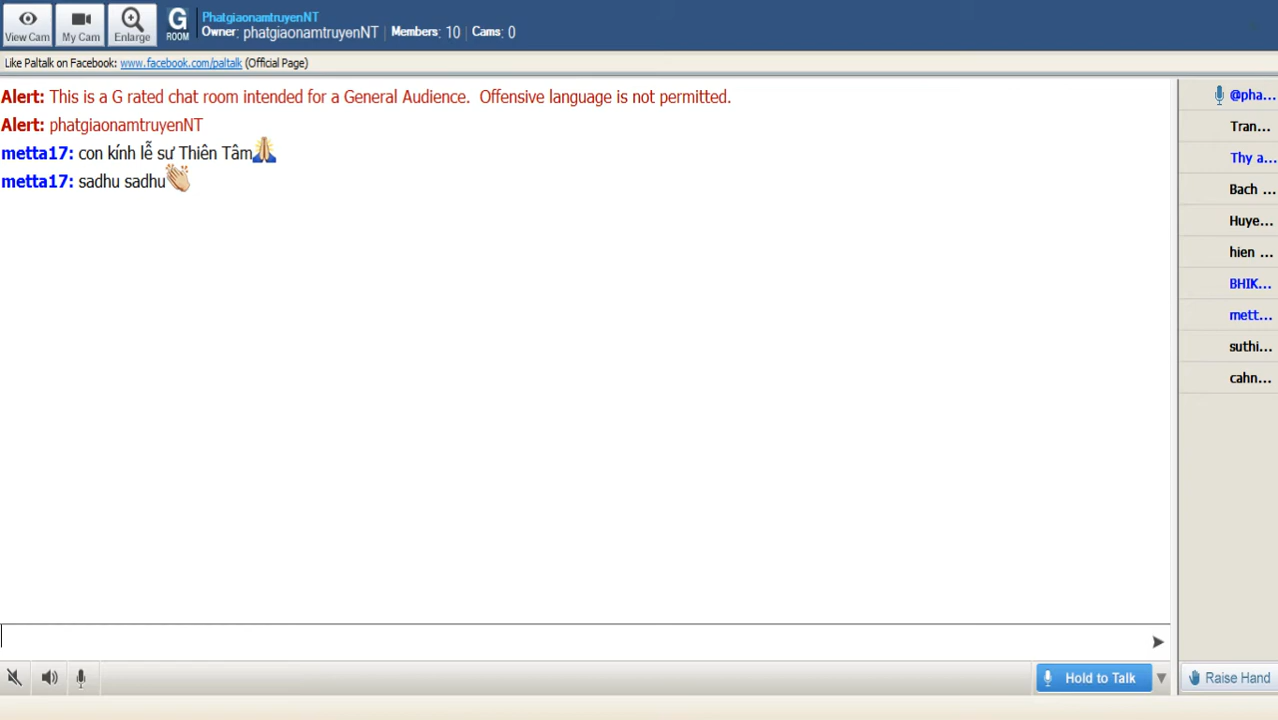 View Cam
My Cam
Enlarge
G
ROOM
PhatgiaonamtruyenNT
Owner: phatgiaonamtruyenNT Members: 10 Cams: 0
Like Paltalk on Facebook: www.facebook.com/paltalk (Official Page)
Alert: This is a G rated chat room intended for a General Audience. Offensive language is not permitted.
Alert: phatgiaonamtruyenNT
metta17: con kính lễ sư Thiên Tâm
metta17: sadhu sadhu
@pha...
Tran...
Thy a...
Bach ...
Huye...
hien ...
BHIK...
mett...
suthi...
cahn...
Hold to Talk
Raise Hand